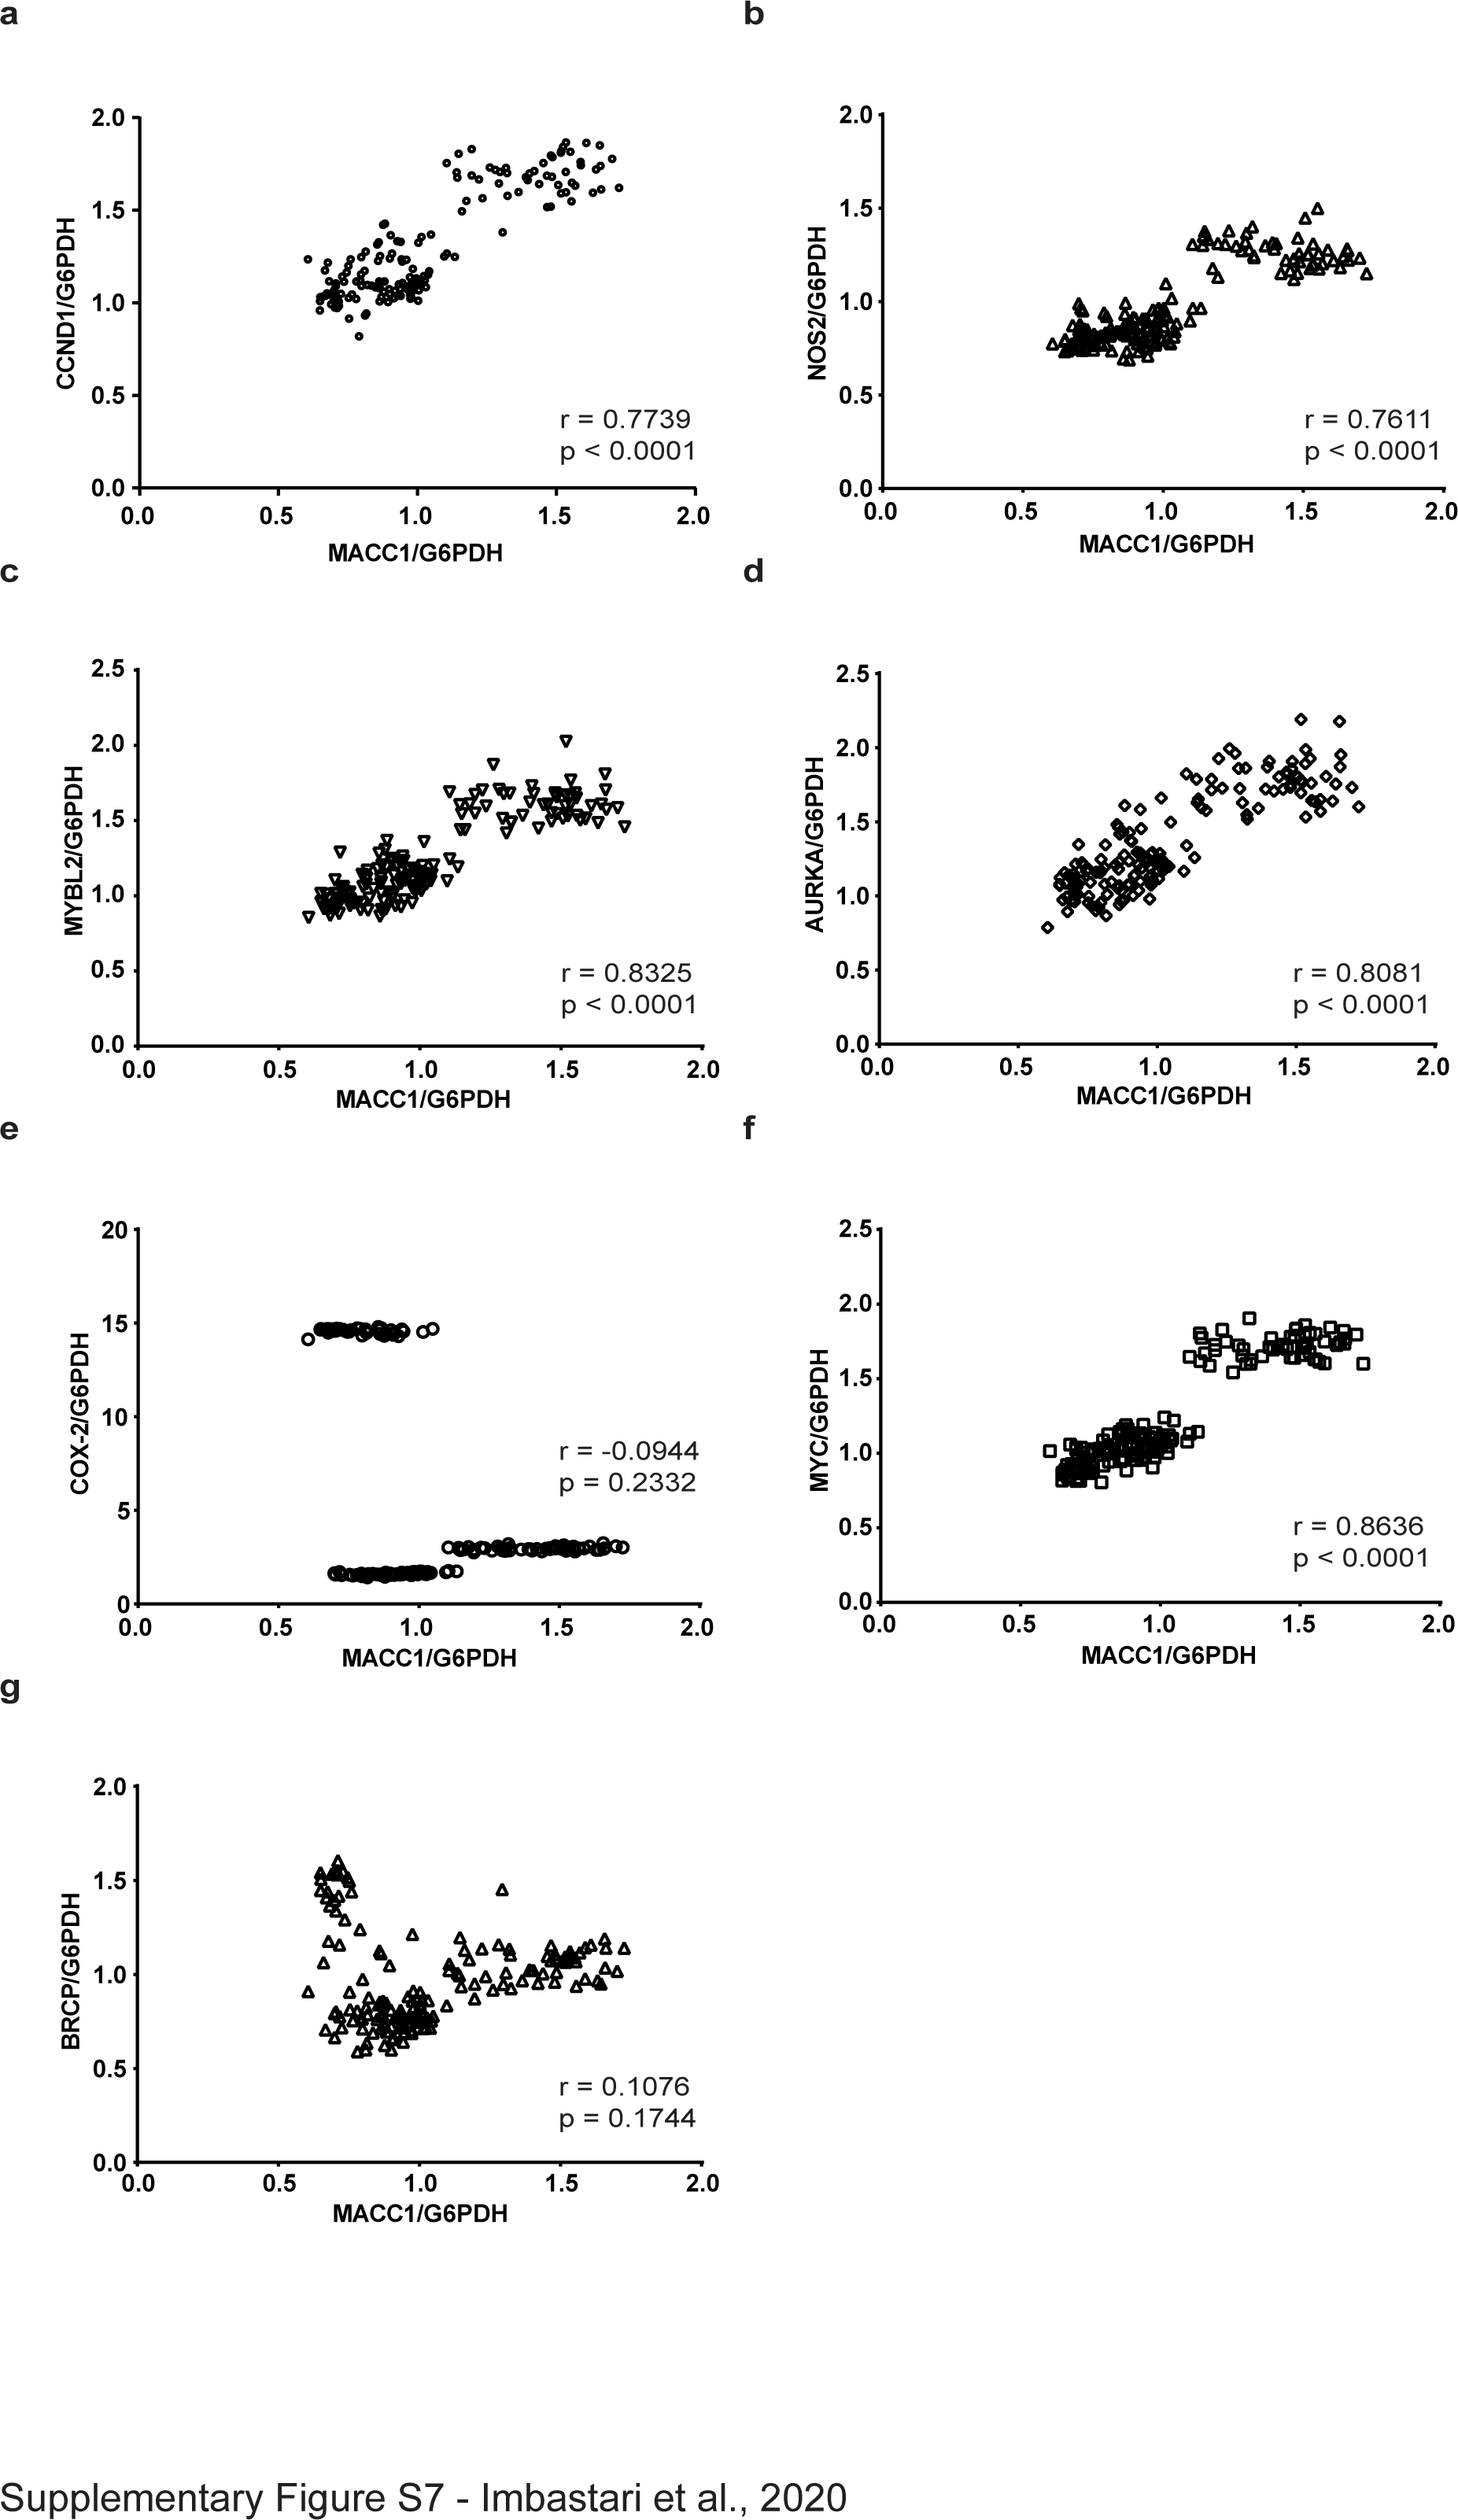 a
CCND1/G6PDH
2.0
1.5
1.0
0.5
0.0
r = 0.7739
p < 0.0001
0.0 0.5 1.0 1.5 2.0
MACC1/G6PDH
b
NOS2/G6PDH
2.0
1.5
1.0
0.5
0.0
r = 0.7611
p < 0.0001
0.0 0.5 1.0 1.5 2.0
MACC1/G6PDH
c
MYBL2/G6PDH
2.5
2.0
1.5
1.0
0.5
0.0
r = 0.8325
p < 0.0001
0.0 0.5 1.0 1.5 2.0
MACC1/G6PDH
d
AURKA/G6PDH
2.5
2.0
1.5
1.0
0.5
0.0
r = 0.8081
p < 0.0001
0.0 0.5 1.0 1.5 2.0
MACC1/G6PDH
e
COX-2/G6PDH
20
15
10
5
0
r = -0.0944
p = 0.2332
0.0 0.5 1.0 1.5 2.0
MACC1/G6PDH
f
MYC/G6PDH
2.5
2.0
1.5
1.0
0.5
0.0
r = 0.8636
p < 0.0001
0.0 0.5 1.0 1.5 2.0
MACC1/G6PDH
g
BRCP/G6PDH
2.0
1.5
1.0
0.5
0.0
r = 0.1076
p = 0.1744
0.0 0.5 1.0 1.5 2.0
MACC1/G6PDH
Supplementary Figure S7 - Imbastari et al., 2020